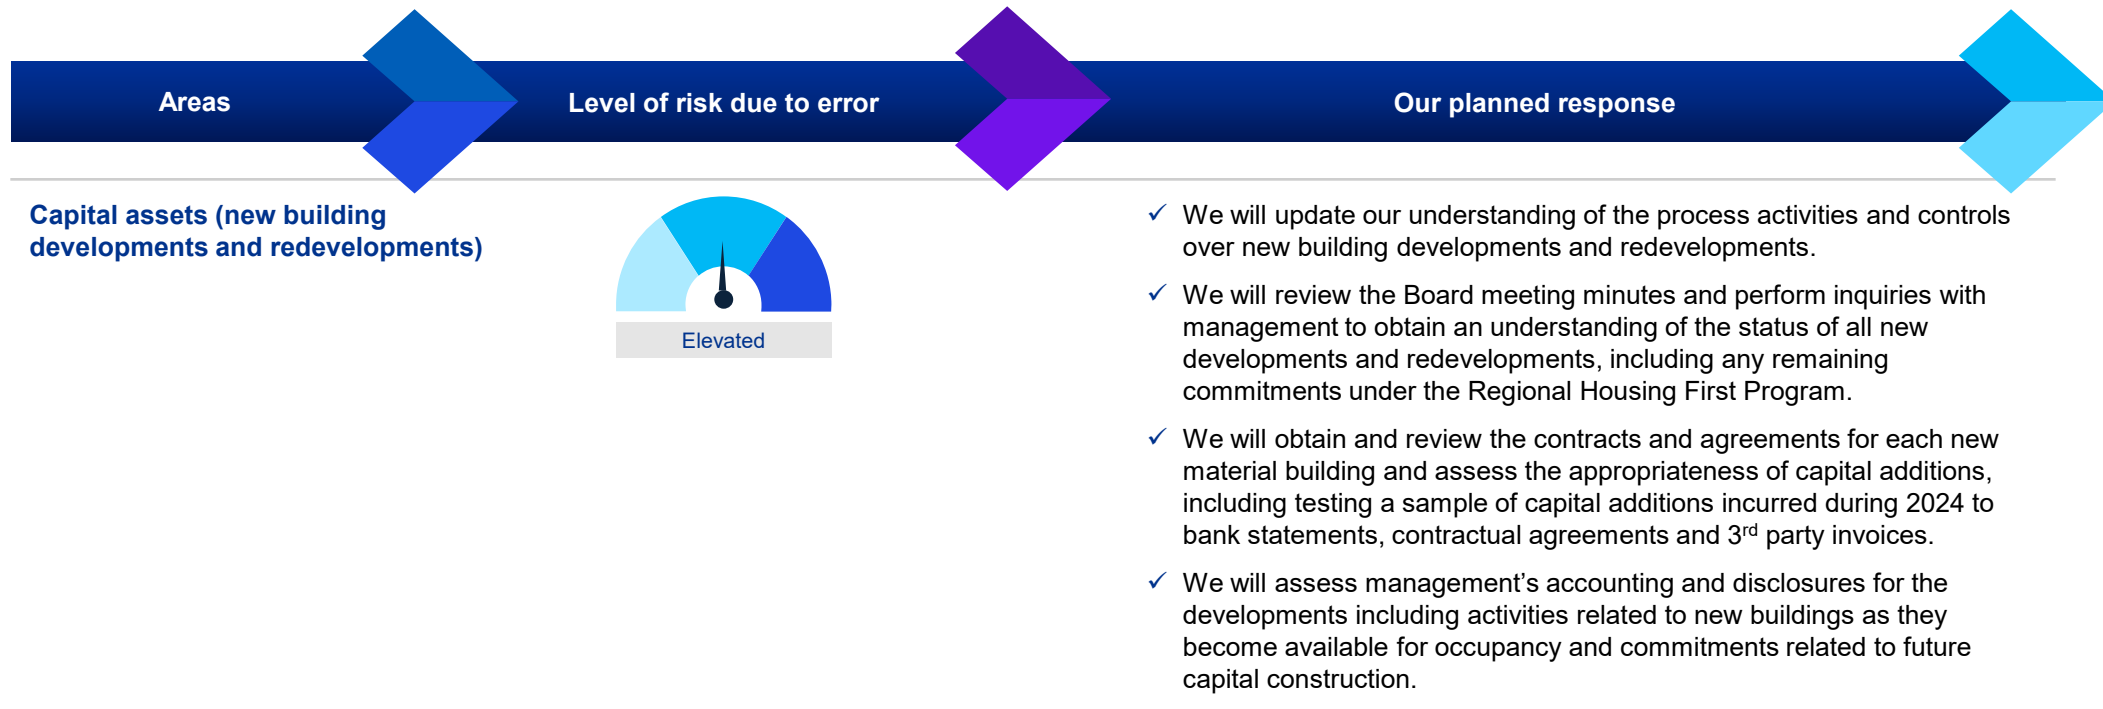 Areas
Level of risk due to error
Our planned response
Capital assets (new building
developments and redevelopments)
Elevated
✓ We will update our understanding of the process activities and controls
over new building developments and redevelopments.
✓ We will review the Board meeting minutes and perform inquiries with
management to obtain an understanding of the status of all new
developments and redevelopments, including any remaining
commitments under the Regional Housing First Program.
✓ We will obtain and review the contracts and agreements for each new
material building and assess the appropriateness of capital additions,
including testing a sample of capital additions incurred during 2024 to
bank statements, contractual agreements and 3rd party invoices.
✓ We will assess management’s accounting and disclosures for the
developments including activities related to new buildings as they
become available for occupancy and commitments related to future
capital construction.